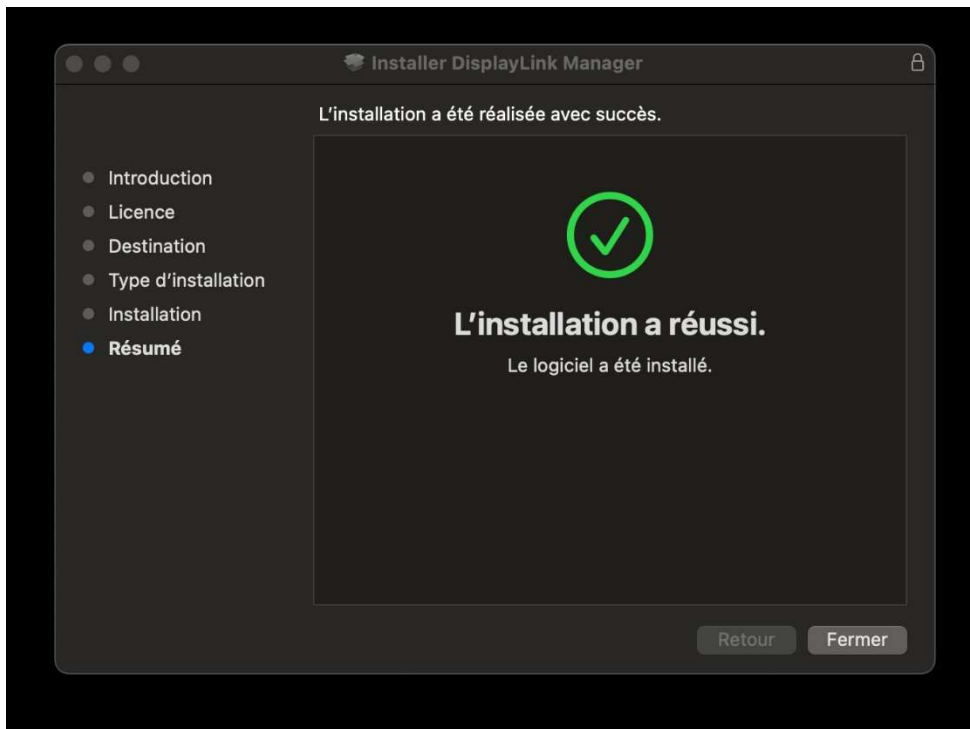 Installer DisplayLink Manager
L’installation a été réalisée avec succès.
Introduction
Licence
Destination
Type d’installation
Installation
Résumé
L’installation a réussi.
Le logiciel a été installé.
Retour
Fermer